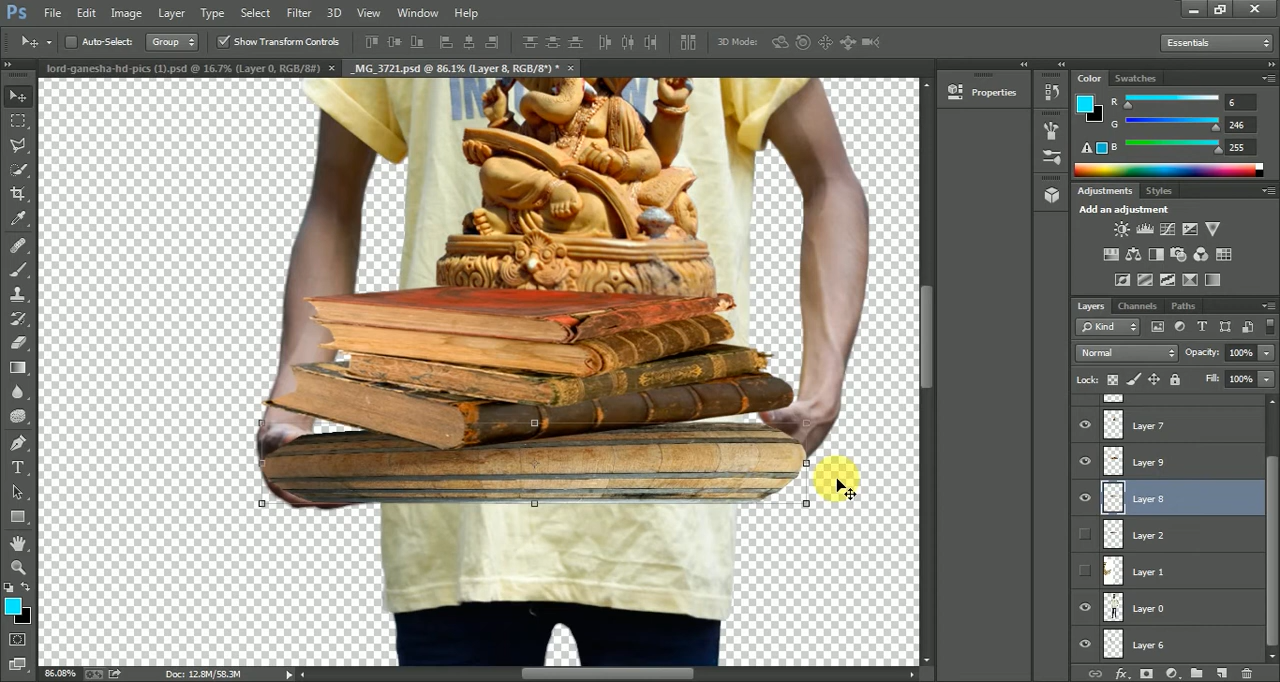 Ps File Edit Image Layer Type Select Filter 3D View Window Help
Auto-Select: Group Show Transform Controls 3D Mode: Essentials
lord-ganesha-hd-pics (1).psd @ 16.7% (Layer 0, RGB/8#) × _MG_3721.psd @ 86.1% (Layer 8, RGB/8*) * ×
Properties
Color Swatches
R 6
G 246
B 255
Adjustments Styles
Add an adjustment
Layers Channels Paths
Kind
Normal Opacity: 100%
Lock: Fill: 100%
Layer 7
Layer 9
Layer 8
Layer 2
Layer 1
Layer 0
Layer 6
86.08% Doc: 12.8M/58.3M